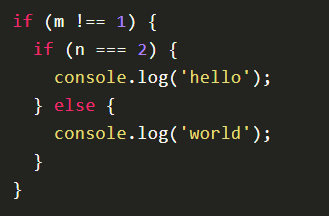 if (m !== 1) {
  if (n === 2) {
    console.log('hello');
  } else {
    console.log('world');
  }
}